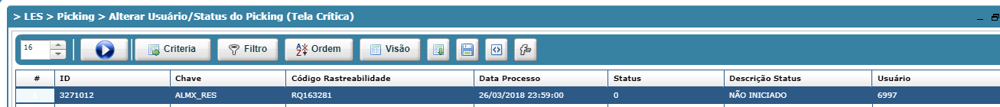 > LES > Picking > Alterar Usuário/Status do Picking (Tela Crítica)
16 Criteria Filtro Ordem Visão
# ID Chave Código Rastreabilidade Data Processo Status Descrição Status Usuário
3271012 ALMX_RES RQ163281 26/03/2018 23:59:00 0 NÃO INICIADO 6997